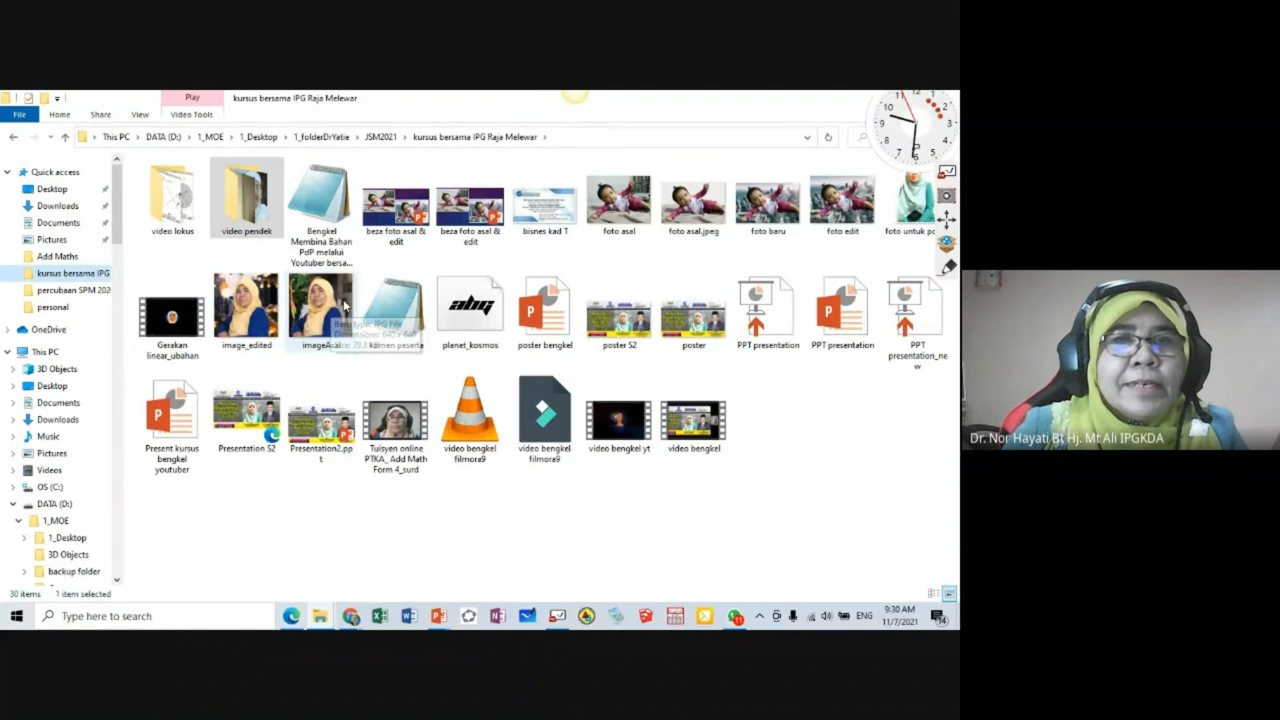 Play
kursus bersama IPG Raja Melewar
File
Home
Share
View
Video Tools
This PC
DATA (D:)
1_MOE
1_Desktop
1_folderDrYatie
JSM2021
kursus bersama IPG Raja Melewar
Quick access
Desktop
Downloads
Documents
Pictures
Add Maths
kursus bersama IPG
percubaan SPM 202
personal
OneDrive
This PC
3D Objects
Desktop
Documents
Downloads
Music
Pictures
Videos
OS (C:)
DATA (D:)
1_MOE
1_Desktop
3D Objects
backup folder
video lokus
video pendek
Bengkel
Membina Bahan
PdP melalui
Youtuber bersa...
beza foto asal &
edit
beza foto asal &
edit
bisnes kad T
foto asal
foto asal.jpeg
foto baru
foto edit
foto untuk
Gerakan
linear_ubahan
image_edited
Item type: JPG File
Dimensions: 640 x 640
komen peserta
abg
planet_kosmos
poster bengkel
poster S2
poster
PPT presentation
PPT presentation
PPT
presentation_ne
w
Present kursus
bengkel
youtuber
Presentation S2
Presentation2.pp
t
Tuisyen online
PTKA_ Add Math
Form 4_surd
video bengkel
filmora9
video bengkel
filmora9
video bengkel yt
video bengkel
30 items
1 item selected
Type here to search
ENG
9:30 AM
11/7/2021
Dr. Nor Hayati Bt Hj. Mt Ali IPGKDA